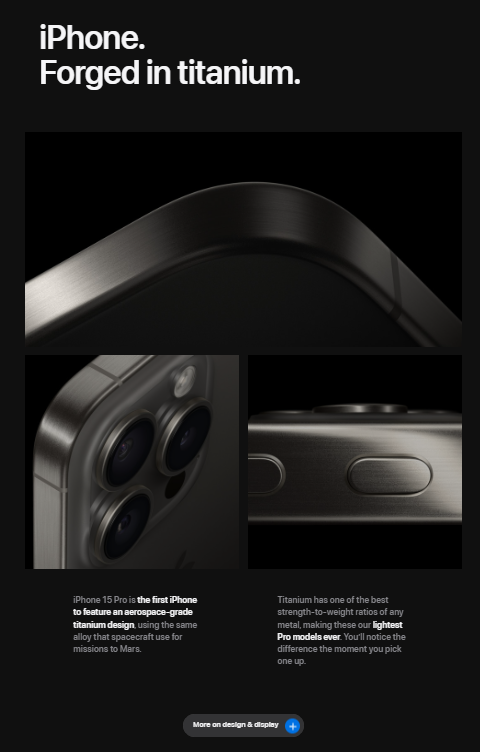 iPhone.
Forged in titanium.
iPhone 15 Pro is the first iPhone
to feature an aerospace-grade
titanium design, using the same
alloy that spacecraft use for
missions to Mars.
Titanium has one of the best
strength-to-weight ratios of any
metal, making these our lightest
Pro models ever. You'll notice the
difference the moment you pick
one up.
More on design & display